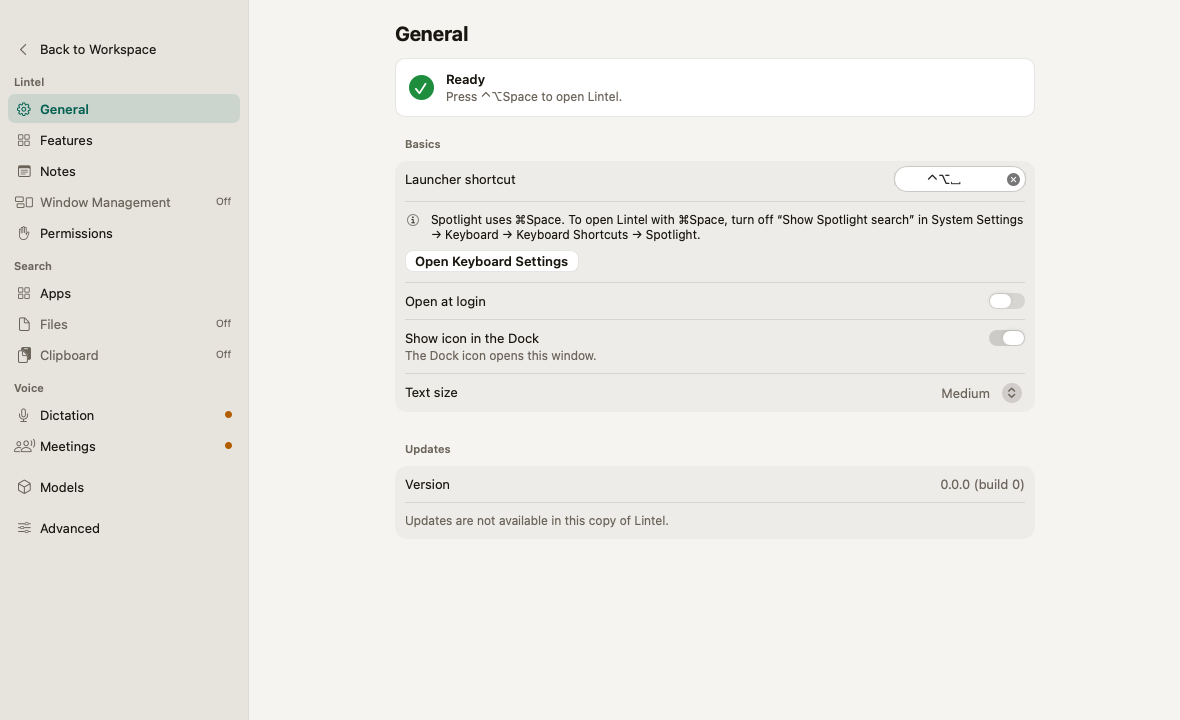 Back to Workspace
Lintel
General
Features
Notes
Window Management Off
Permissions
Search
Apps
Files Off
Clipboard Off
Voice
Dictation
Meetings
Models
Advanced
General
Ready
Press ⌃⌥Space to open Lintel.
Basics
Launcher shortcut ⌃⌥⎵
Spotlight uses ⌘Space. To open Lintel with ⌘Space, turn off “Show Spotlight search” in System Settings
→ Keyboard → Keyboard Shortcuts → Spotlight.
Open Keyboard Settings
Open at login
Show icon in the Dock
The Dock icon opens this window.
Text size Medium
Updates
Version 0.0.0 (build 0)
Updates are not available in this copy of Lintel.